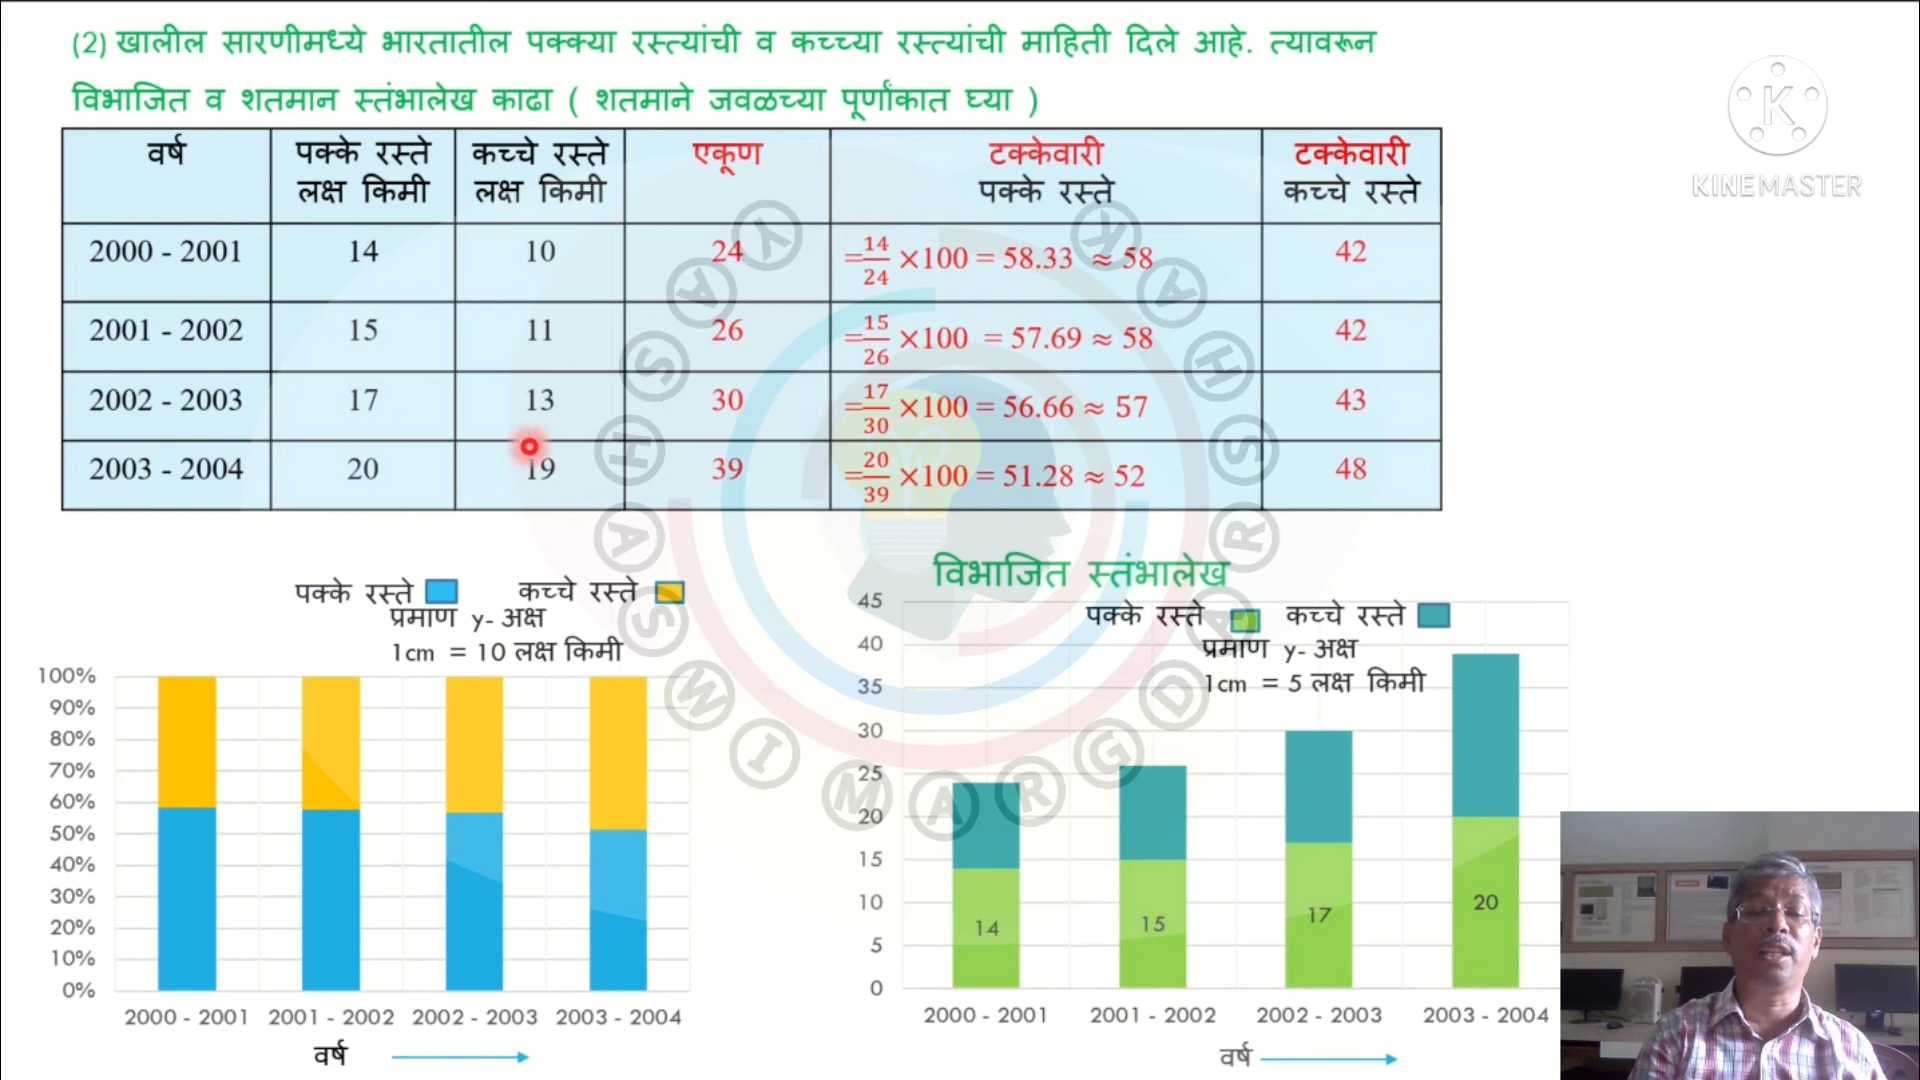 (2) खालील सारणीमध्ये भारतातील पक्क्या रस्त्यांची व कच्च्या रस्त्यांची माहिती दिले आहे. त्यावरून
विभाजित व शतमान स्तंभालेख काढा ( शतमाने जवळच्या पूर्णांकात घ्या )
KINEMASTER
वर्ष पक्के रस्ते लक्ष किमी कच्चे रस्ते लक्ष किमी एकूण टक्केवारी पक्के रस्ते टक्केवारी कच्चे रस्ते
2000 - 2001 14 10 24 =14/24 ×100 = 58.33 ≈ 58 42
2001 - 2002 15 11 26 =15/26 ×100 = 57.69 ≈ 58 42
2002 - 2003 17 13 30 =17/30 ×100 = 56.66 ≈ 57 43
2003 - 2004 20 19 39 =20/39 ×100 = 51.28 ≈ 52 48
YASHASWI MARGDARSHAK
पक्के रस्ते कच्चे रस्ते
प्रमाण y- अक्ष
1cm = 10 लक्ष किमी
100%
90%
80%
70%
60%
50%
40%
30%
20%
10%
0%
2000 - 2001 2001 - 2002 2002 - 2003 2003 - 2004
वर्ष
विभाजित स्तंभालेख
पक्के रस्ते कच्चे रस्ते
प्रमाण y- अक्ष
1cm = 5 लक्ष किमी
45
40
35
30
25
20
15
10
5
0
14 15 17 20
2000 - 2001 2001 - 2002 2002 - 2003 2003 - 2004
वर्ष